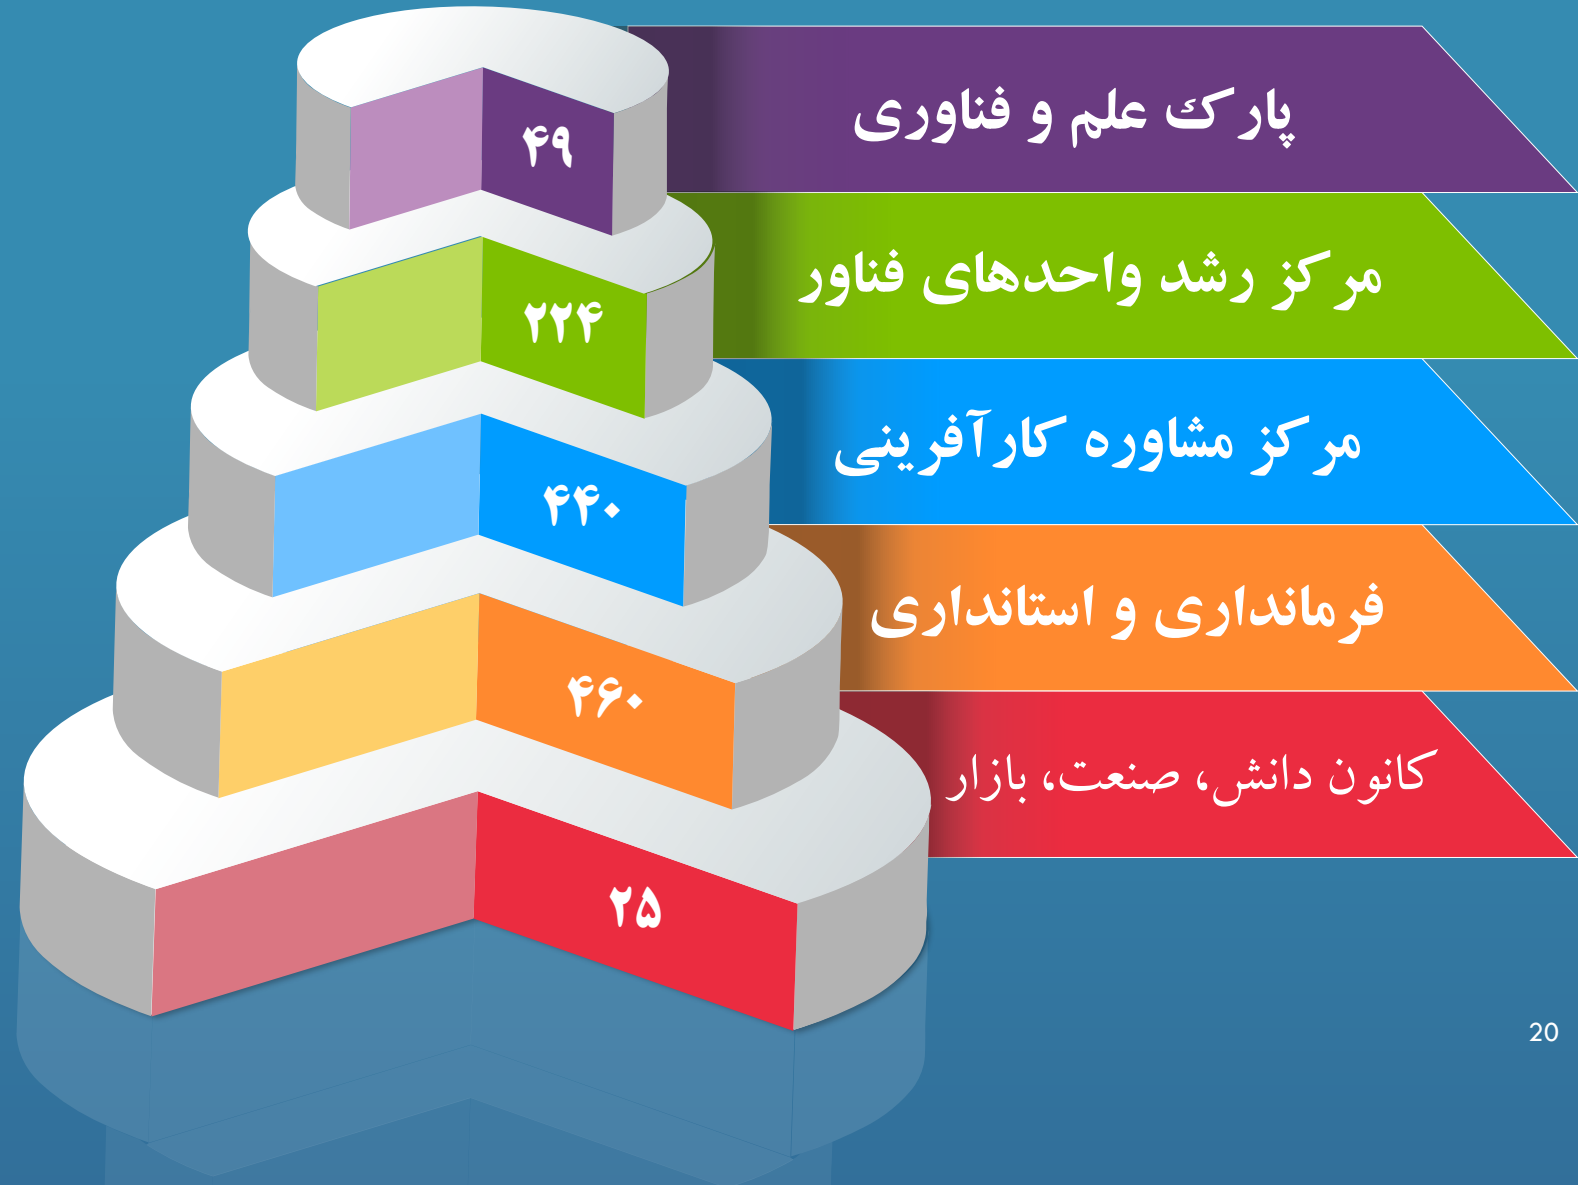 پارک علم و فناوری
۴۹
مرکز رشد واحدهای فناور
۲۲۴
مرکز مشاوره کارآفرینی
۴۴۰
فرمانداری و استانداری
۴۶۰
کانون دانش، صنعت، بازار
۲۵
20